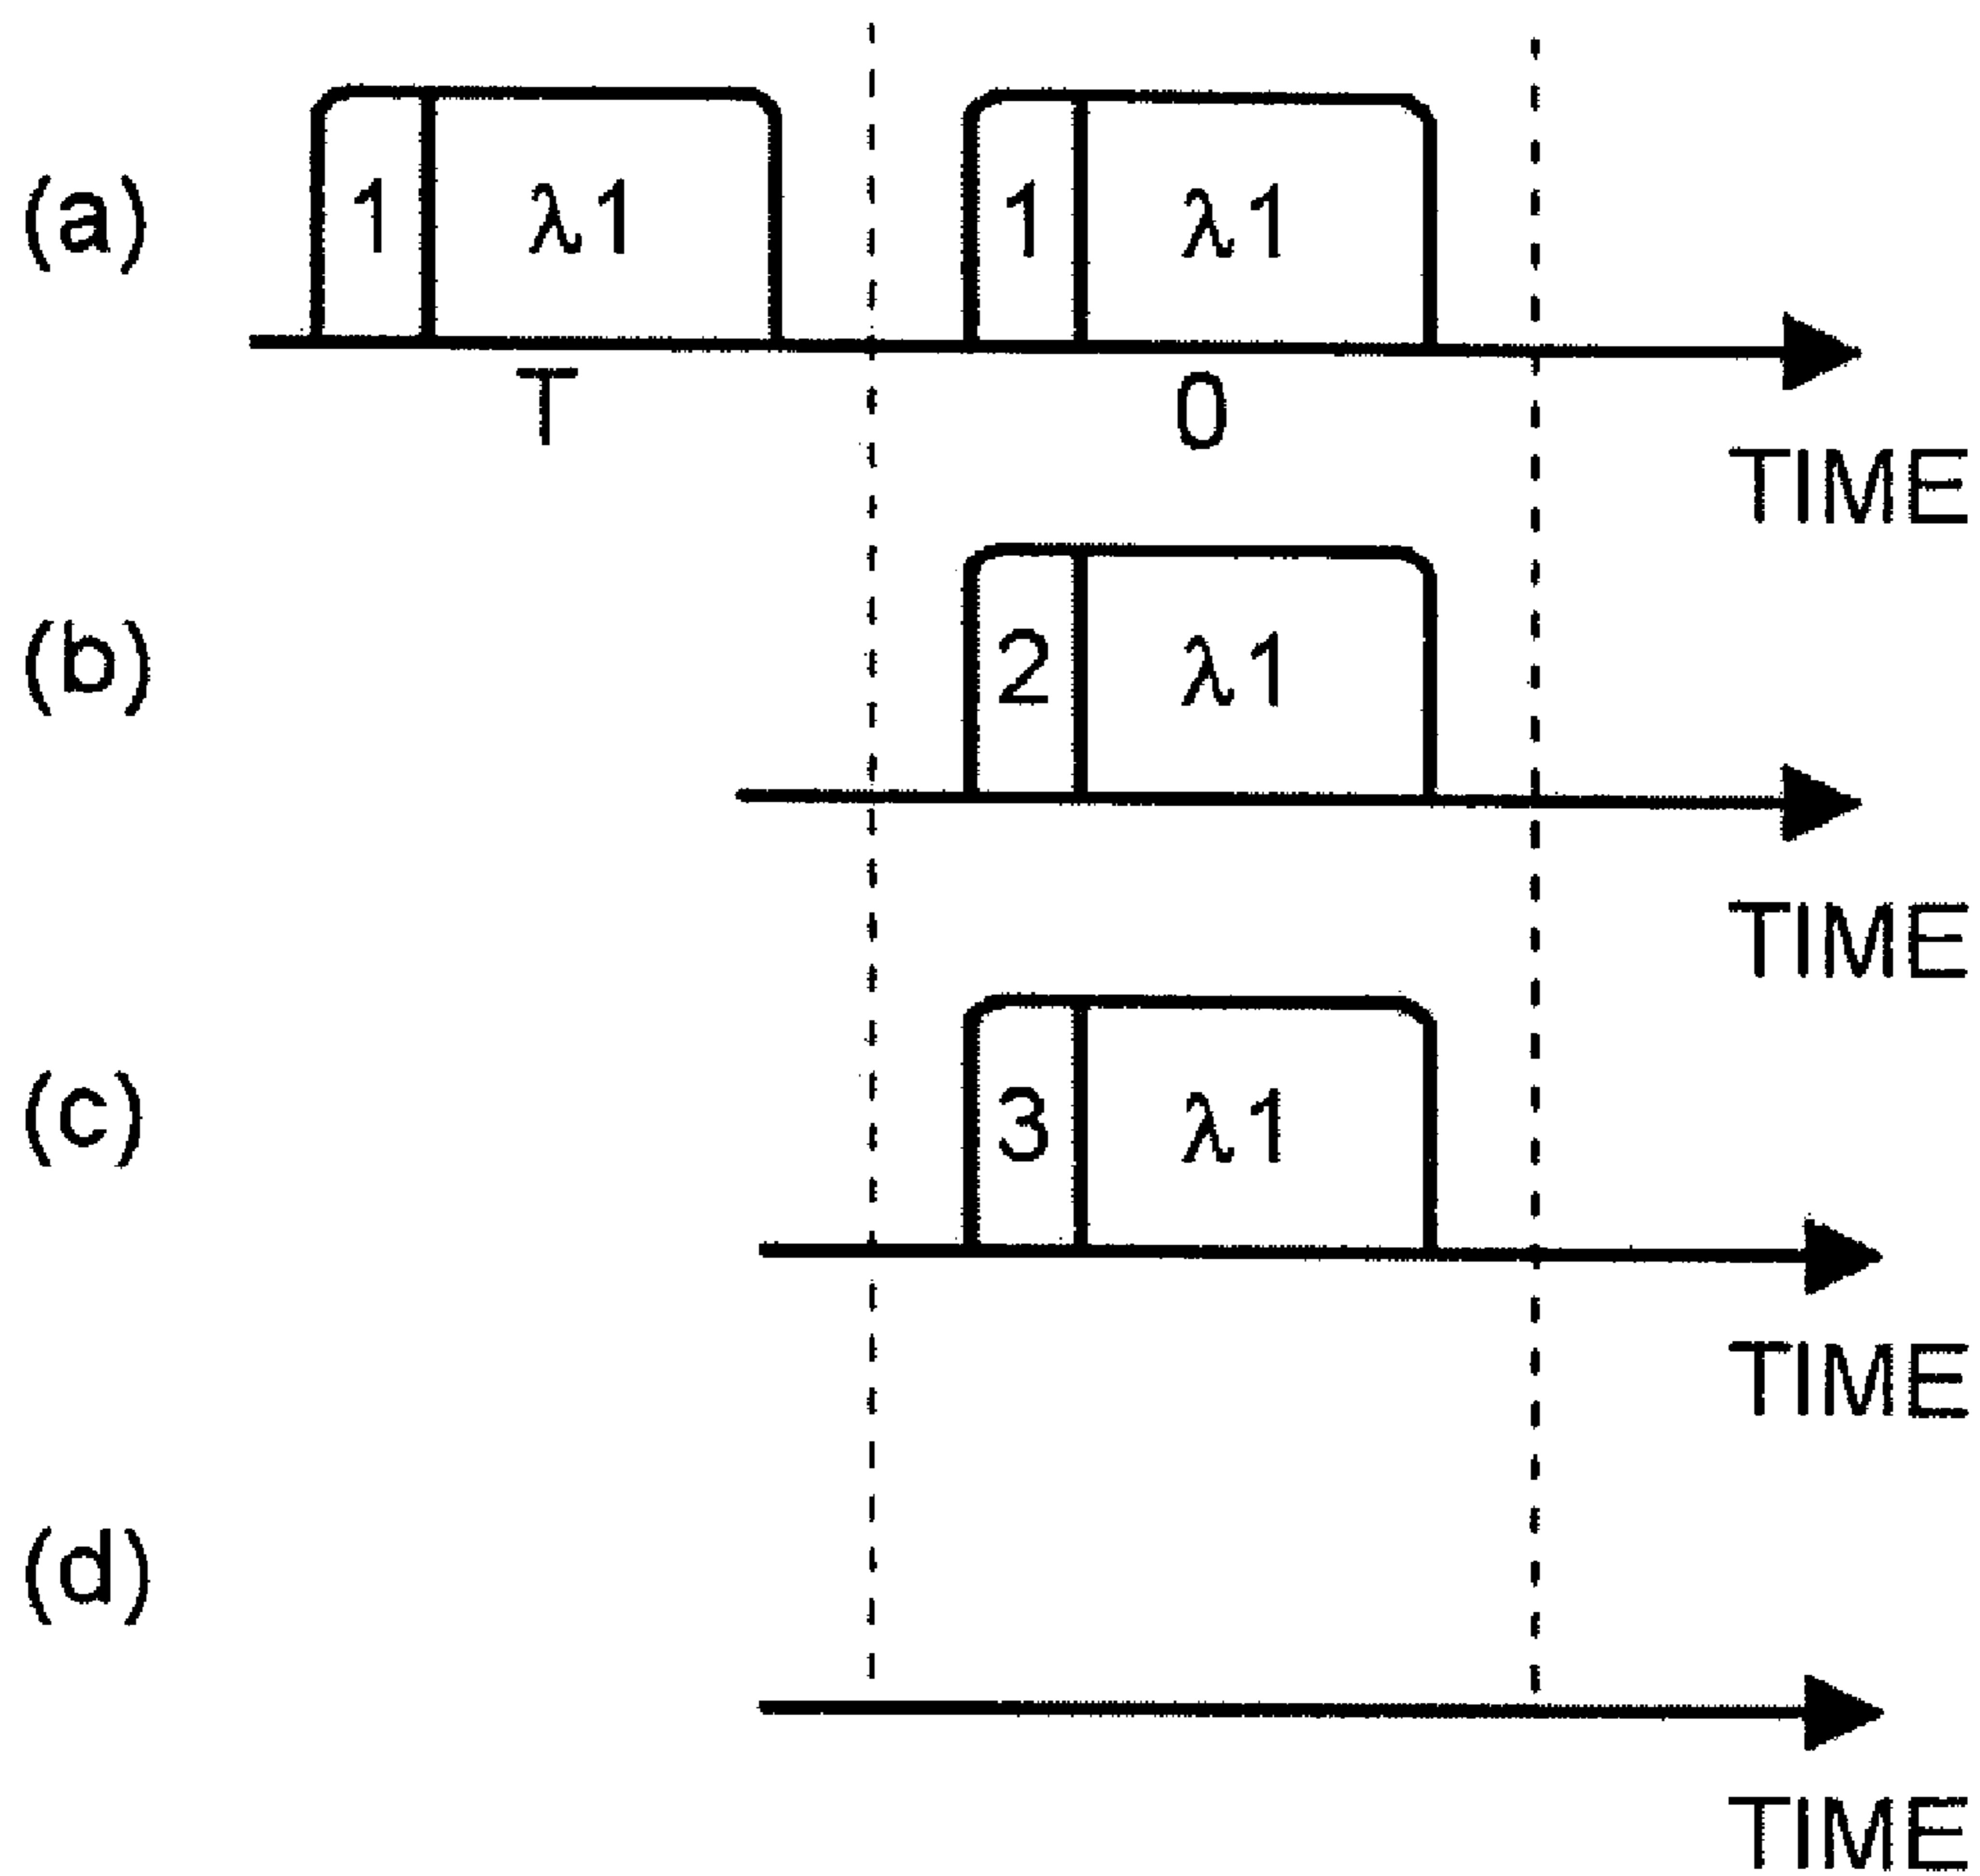 (a) 1 λ1 1 λ1
T 0
TIME
(b) 2 λ1
TIME
(c) 3 λ1
TIME
(d)
TIME